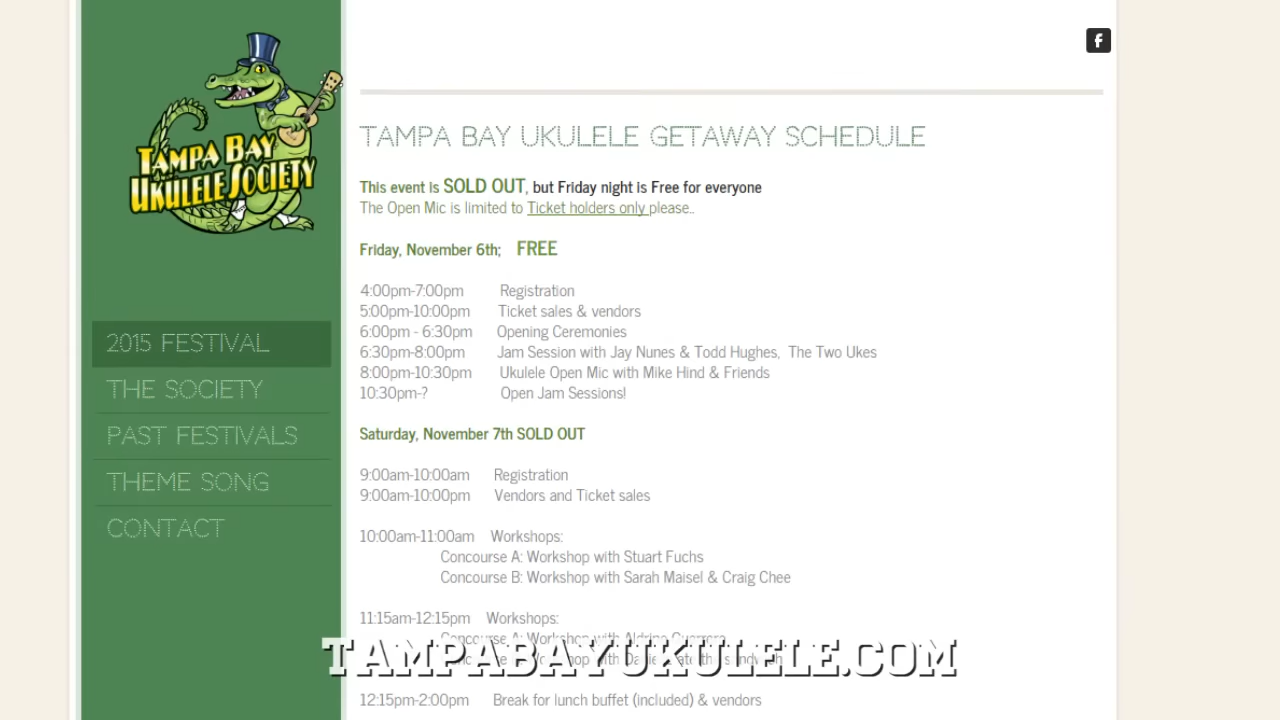 TAMPA BAY
UKULELE SOCIETY
2015 FESTIVAL
THE SOCIETY
PAST FESTIVALS
THEME SONG
CONTACT
f
TAMPA BAY UKULELE GETAWAY SCHEDULE
This event is SOLD OUT, but Friday night is Free for everyone
The Open Mic is limited to Ticket holders only please..
Friday, November 6th; FREE
4:00pm-7:00pm Registration
5:00pm-10:00pm Ticket sales & vendors
6:00pm - 6:30pm Opening Ceremonies
6:30pm-8:00pm Jam Session with Jay Nunes & Todd Hughes, The Two Ukes
8:00pm-10:30pm Ukulele Open Mic with Mike Hind & Friends
10:30pm-? Open Jam Sessions!
Saturday, November 7th SOLD OUT
9:00am-10:00am Registration
9:00am-10:00pm Vendors and Ticket sales
10:00am-11:00am Workshops:
Concourse A: Workshop with Stuart Fuchs
Concourse B: Workshop with Sarah Maisel & Craig Chee
11:15am-12:15pm Workshops:
Concourse A: Workshop with Aldrine Guerrero
TAMPABAYUKULELE.COM
12:15pm-2:00pm Break for lunch buffet (included) & vendors